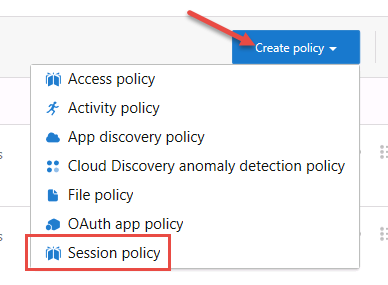 Create policy
Access policy
Activity policy
App discovery policy
Cloud Discovery anomaly detection policy
File policy
OAuth app policy
Session policy